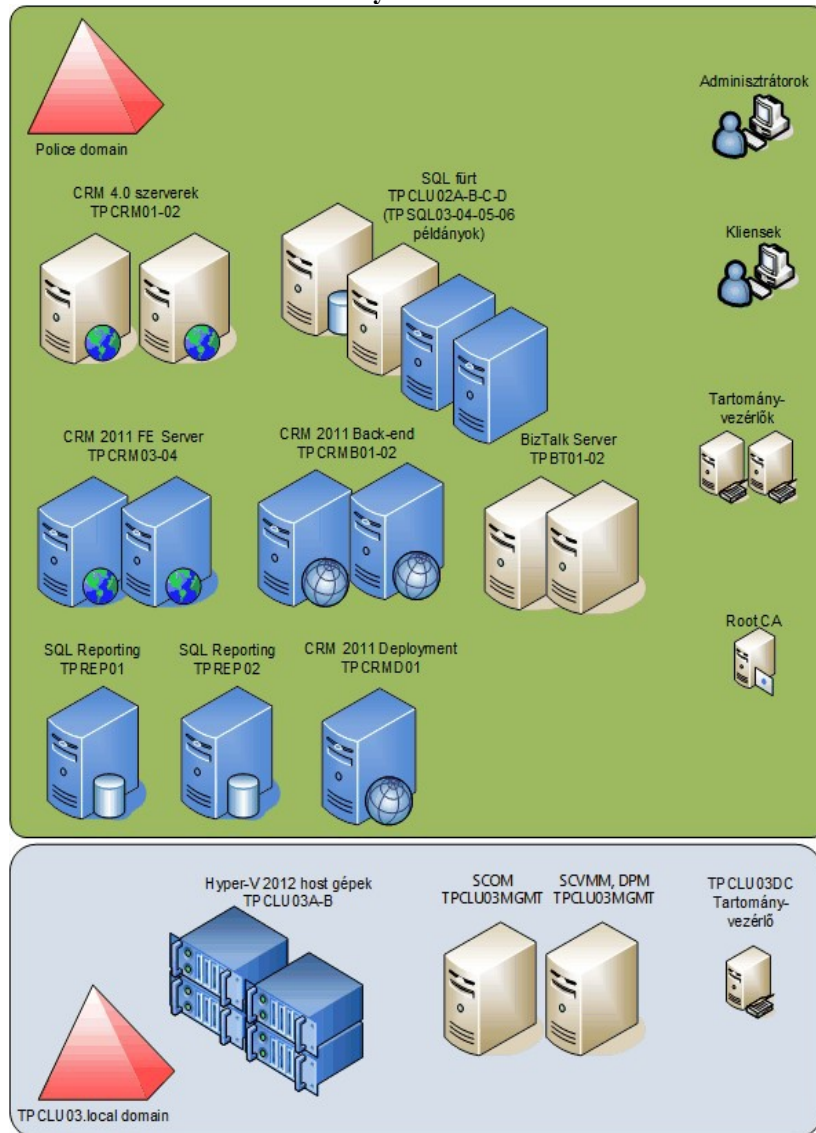 Police domain
Adminisztrátorok
CRM 4.0 szerverek
TPCRM01-02
SQL fürt
TPCLU02A-B-C-D
(TPSQL03-04-05-06
példányok)
Kliensek
CRM 2011 FE Server
TPCRM03-04
CRM 2011 Back-end
TPCRMB01-02
BizTalk Server
TPBT01-02
Tartomány-
vezérlők
SQL Reporting
TPREP01
SQL Reporting
TPREP02
CRM 2011 Deployment
TPCRMD01
RootCA
Hyper-V 2012 host gépek
TPCLU03A-B
SCOM
TPCLU03MGMT
SCVMM, DPM
TPCLU03MGMT
TPCLU03DC
Tartomány-
vezérlő
TPCLU03.local domain